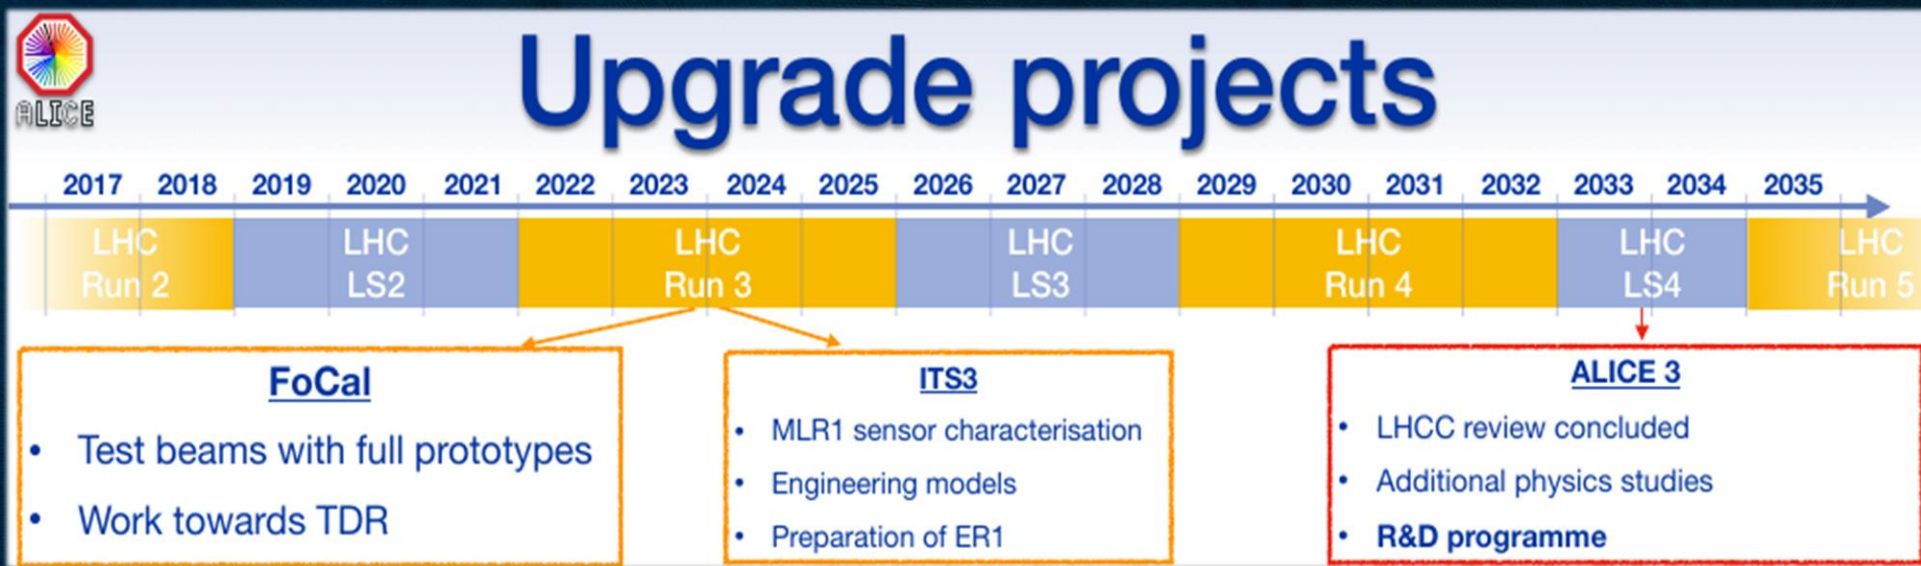 ALICE
Upgrade projects
2017 2018 2019 2020 2021 2022 2023 2024 2025 2026 2027 2028 2029 2030 2031 2032 2033 2034 2035
LHC LHC LHC LHC LHC LHC LHC
Run 2 LS2 Run 3 LS3 Run 4 LS4 Run 5
FoCal
• Test beams with full prototypes
• Work towards TDR
ITS3
• MLR1 sensor characterisation
• Engineering models
• Preparation of ER1
ALICE 3
• LHCC review concluded
• Additional physics studies
• R&D programme